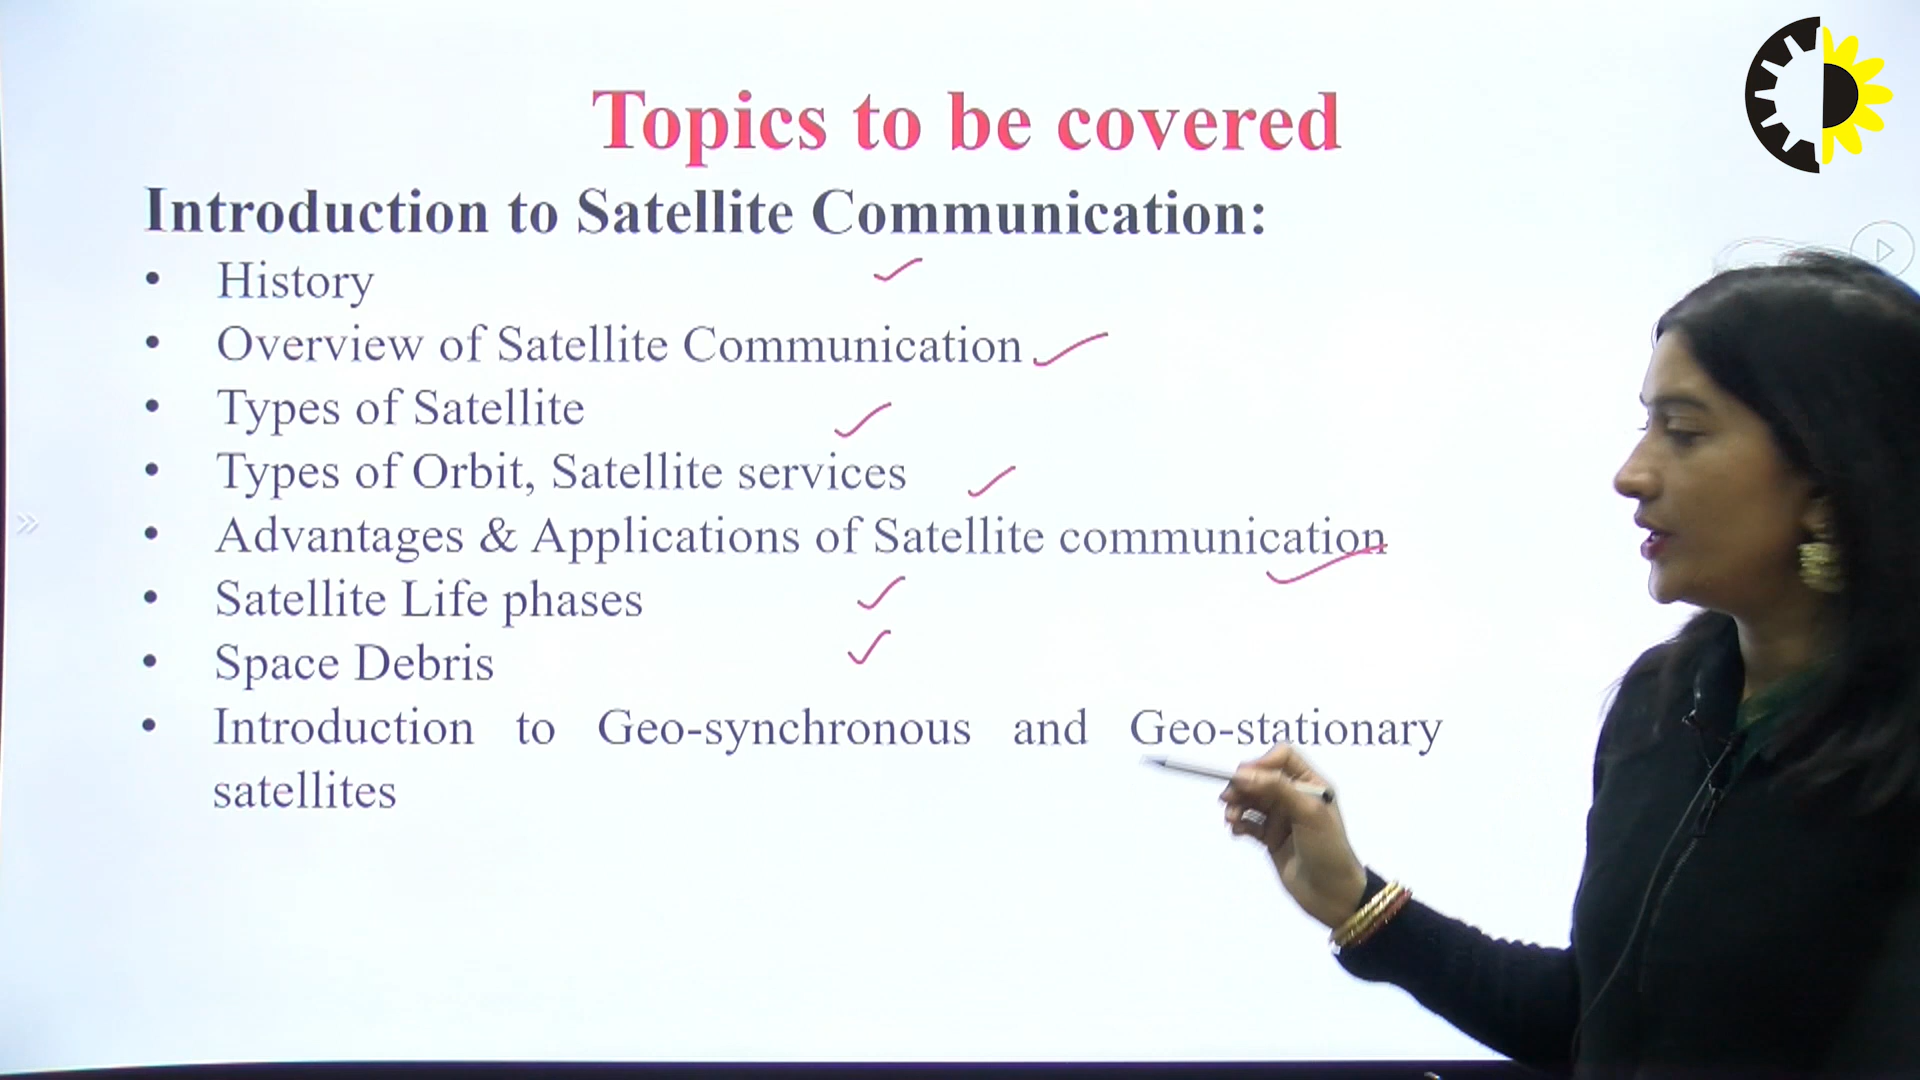 Topics to be covered
Introduction to Satellite Communication:
• History
• Overview of Satellite Communication
• Types of Satellite
• Types of Orbit, Satellite services
• Advantages & Applications of Satellite communication
• Satellite Life phases
• Space Debris
• Introduction to Geo-synchronous and Geo-stationary
satellites